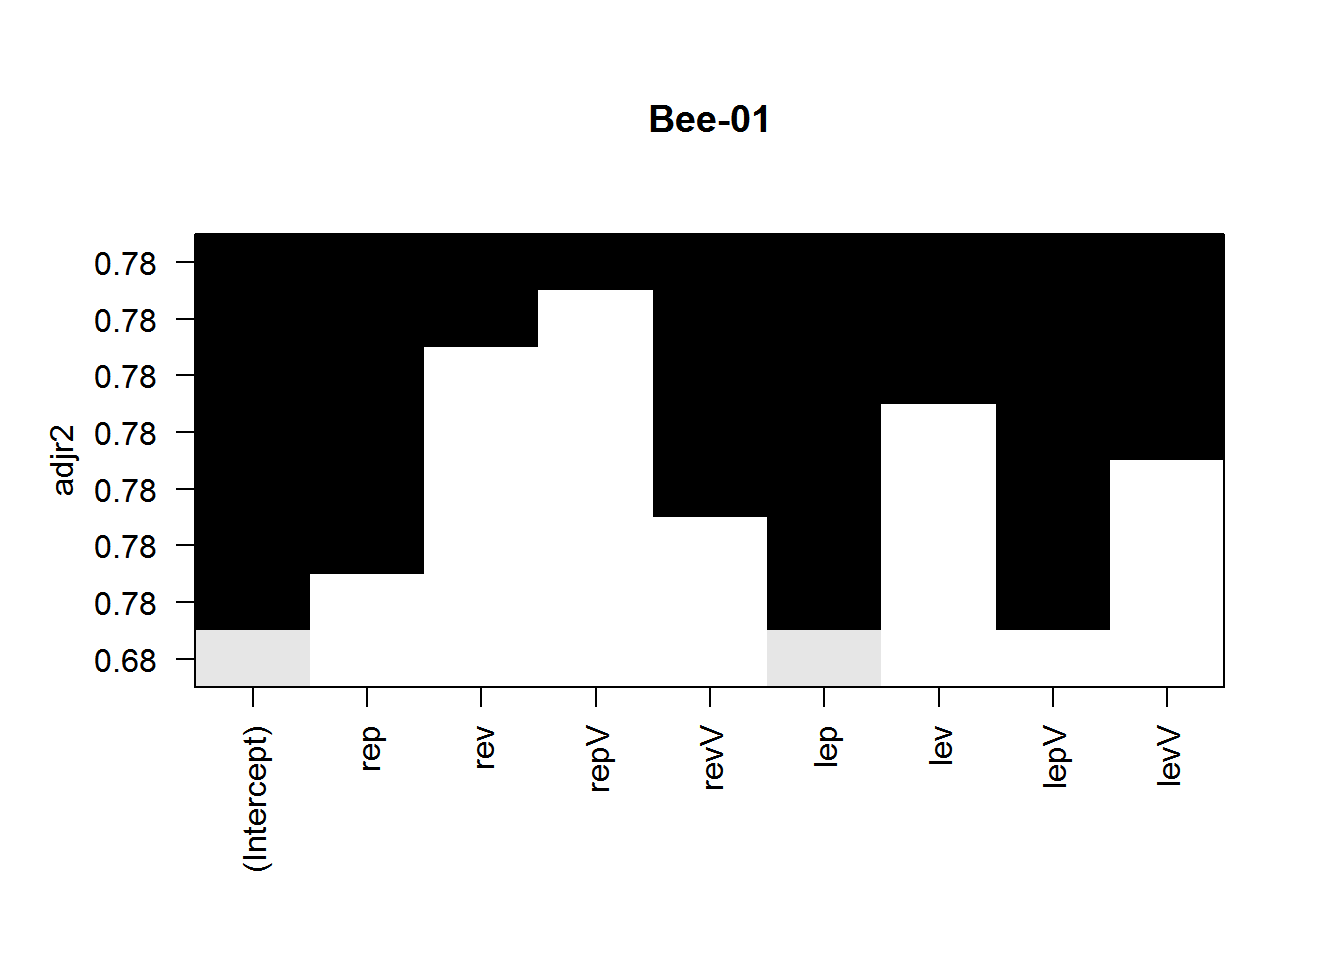 Bee-01
adjr2
0.78
0.78
0.78
0.78
0.78
0.78
0.78
0.68
(Intercept)
rep
rev
repV
revV
lep
lev
lepV
levV